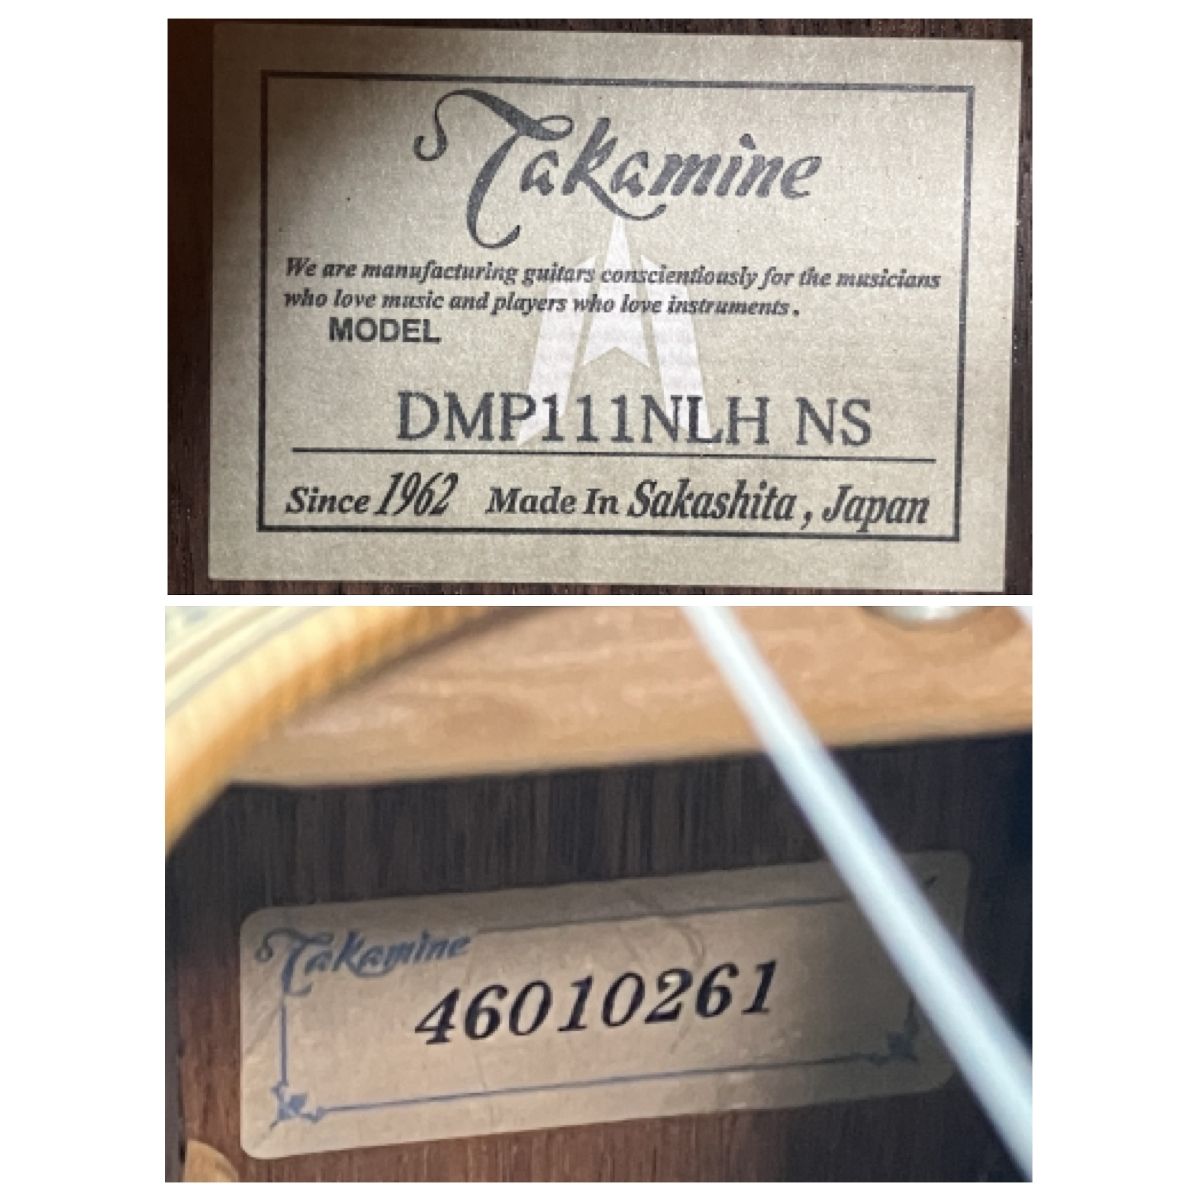 Takamine
We are manufacturing guitars conscientiously for the musicians
who love music and players who love instruments.
MODEL
DMP111NLH NS
Since 1962 Made In Sakashita, Japan
Takamine
46010261